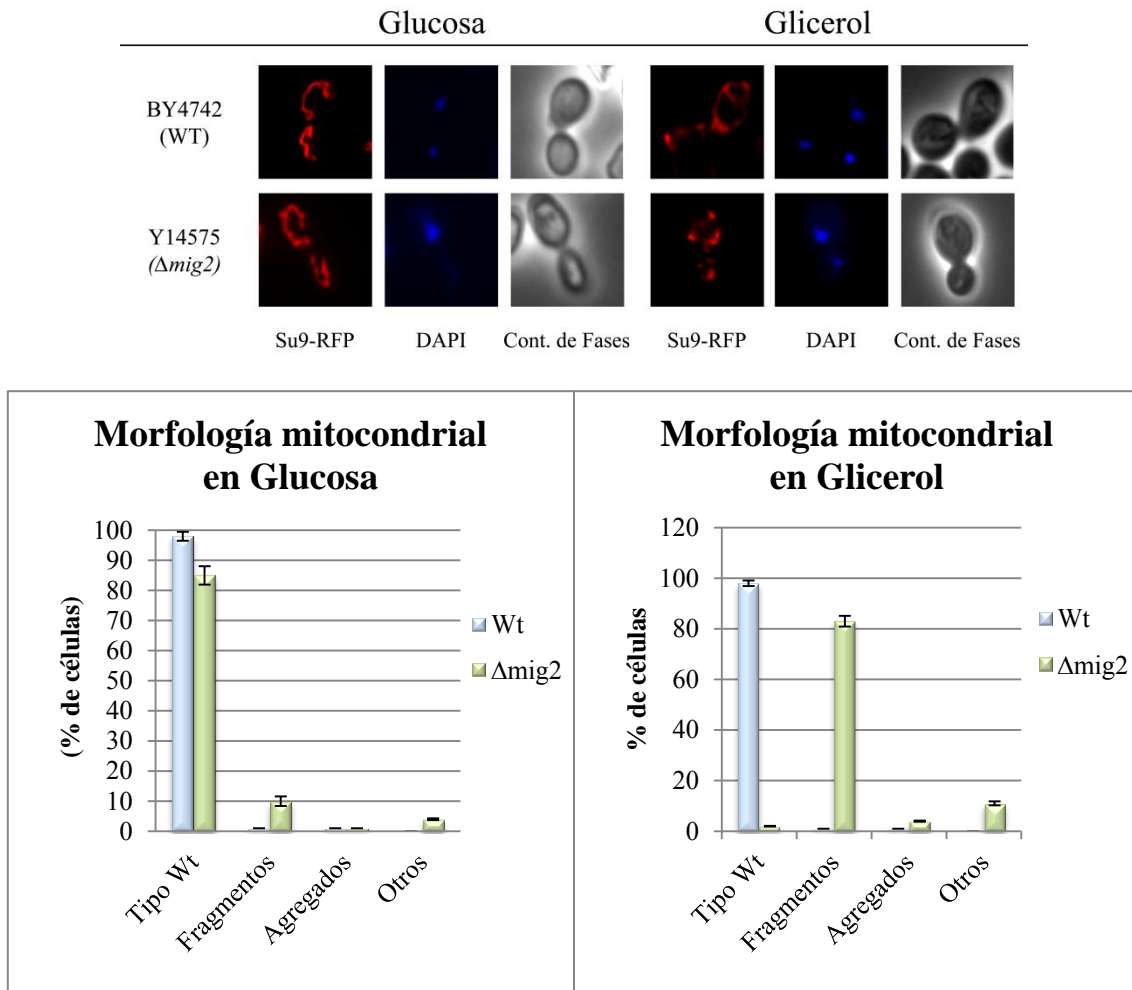 Glucosa Glicerol
BY4742
(WT)
Y14575
(Δmig2)
Su9-RFP DAPI Cont. de Fases Su9-RFP DAPI Cont. de Fases
Morfología mitocondrial
en Glucosa
(% de células)
100
90
80
70
60
50
40
30
20
10
0
Tipo Wt
Fragmentos
Agregados
Otros
Wt
Δmig2
Morfología mitocondrial
en Glicerol
% de células
120
100
80
60
40
20
0
Tipo Wt
Fragmentos
Agregados
Otros
Wt
Δmig2